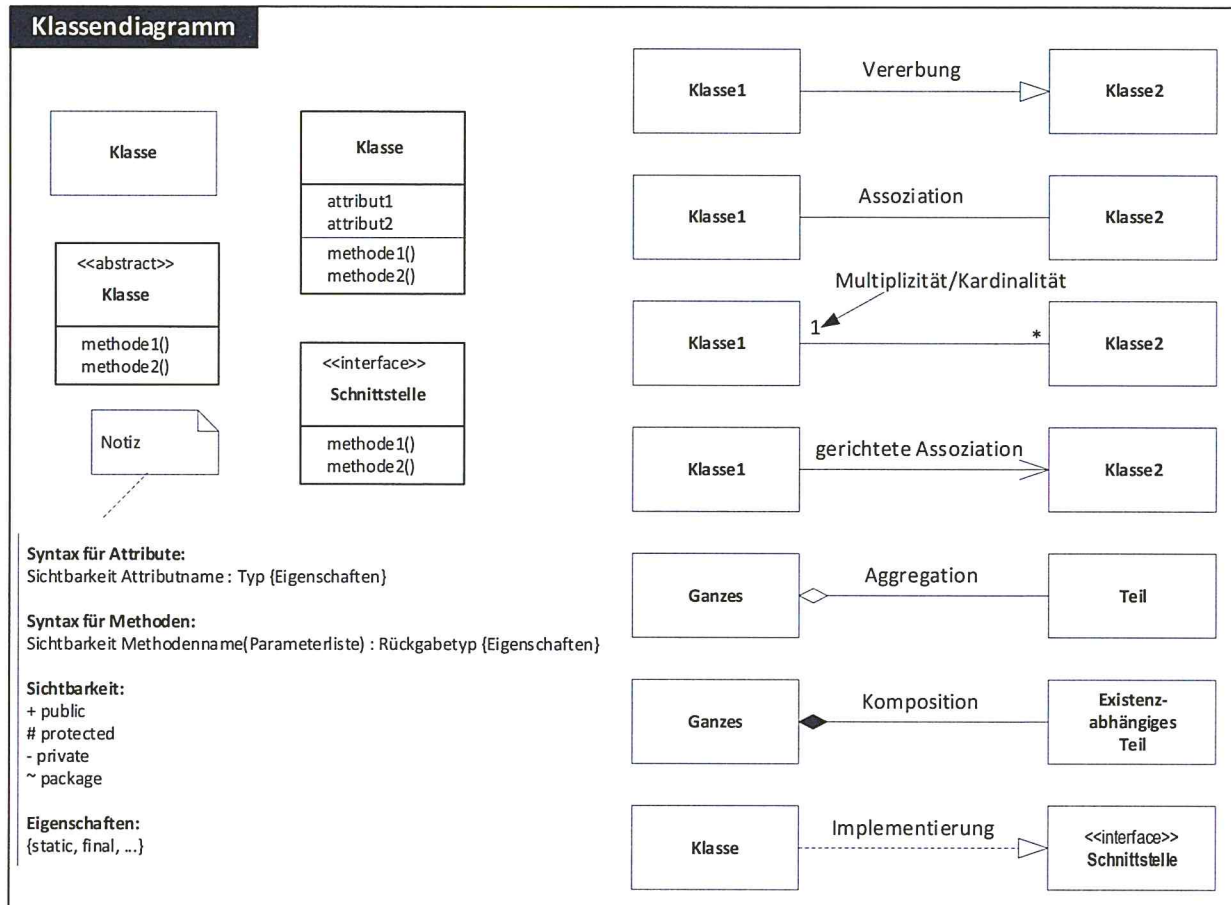 Klassendiagramm
Klasse
Klasse
attribut1
attribut2
methode1()
methode2()
<<abstract>>
Klasse
methode1()
methode2()
<<interface>>
Schnittstelle
methode1()
methode2()
Notiz
Syntax für Attribute:
Sichtbarkeit Attributname : Typ {Eigenschaften}
Syntax für Methoden:
Sichtbarkeit Methodenname(Parameterliste) : Rückgabetyp {Eigenschaften}
Sichtbarkeit:
+ public
# protected
- private
~ package
Eigenschaften:
{static, final, ...}
Klasse1 Vererbung Klasse2
Klasse1 Assoziation Klasse2
Multiplizität/Kardinalität
Klasse1 1 * Klasse2
Klasse1 gerichtete Assoziation Klasse2
Ganzes Aggregation Teil
Ganzes Komposition Existenz-
abhängiges
Teil
Klasse Implementierung <<interface>>
Schnittstelle